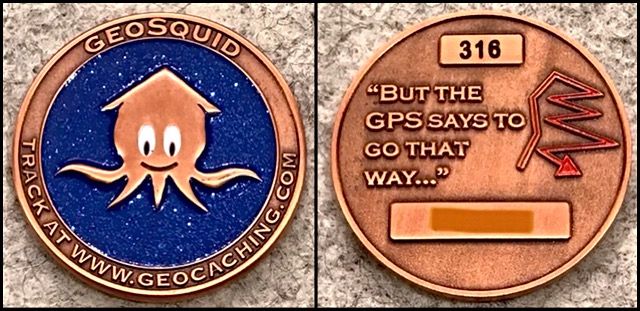 GEOSQUID
TRACK AT WWW.GEOCACHING.COM
316
"BUT THE
GPS SAYS TO
GO THAT
WAY..."